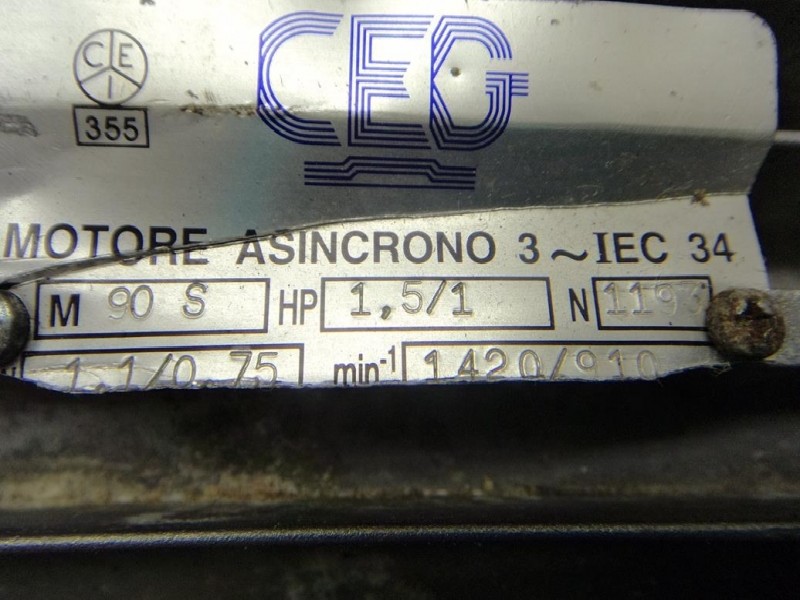 C E I
355
CEG
MOTORE ASINCRONO 3 ~ IEC 34
M 90 S HP 1,5/1 N 1193
1.1/0.75 min-1 1420/910